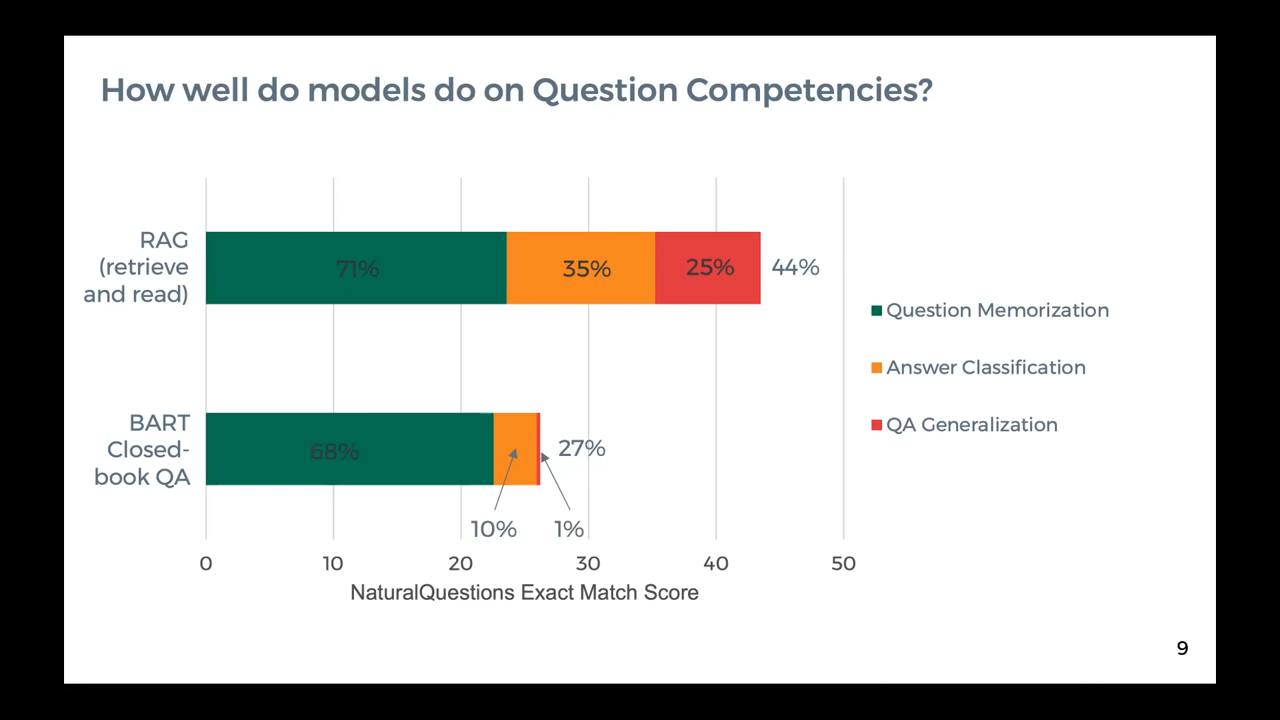 How well do models do on Question Competencies?
RAG
(retrieve
and read)
71%
35%
25%
44%
Question Memorization
Answer Classification
QA Generalization
BART
Closed-
book QA
68%
27%
10%
1%
0
10
20
30
40
50
NaturalQuestions Exact Match Score
9